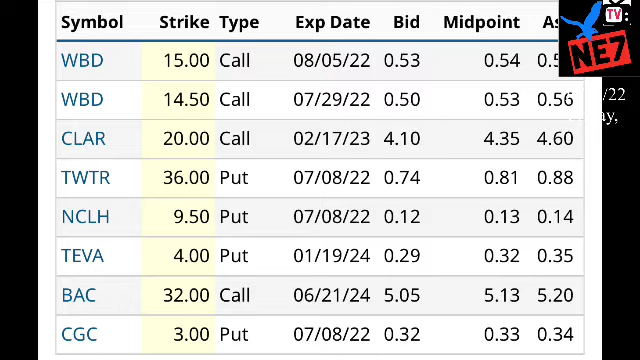 Symbol Strike Type Exp Date Bid Midpoint
WBD 15.00 Call 08/05/22 0.53 0.54
WBD 14.50 Call 07/29/22 0.50 0.53 0.56
CLAR 20.00 Call 02/17/23 4.10 4.35 4.60
TWTR 36.00 Put 07/08/22 0.74 0.81 0.88
NCLH 9.50 Put 07/08/22 0.12 0.13 0.14
TEVA 4.00 Put 01/19/24 0.29 0.32 0.35
BAC 32.00 Call 06/21/24 5.05 5.13 5.20
CGC 3.00 Put 07/08/22 0.32 0.33 0.34
TV
NE7
/22
ay,